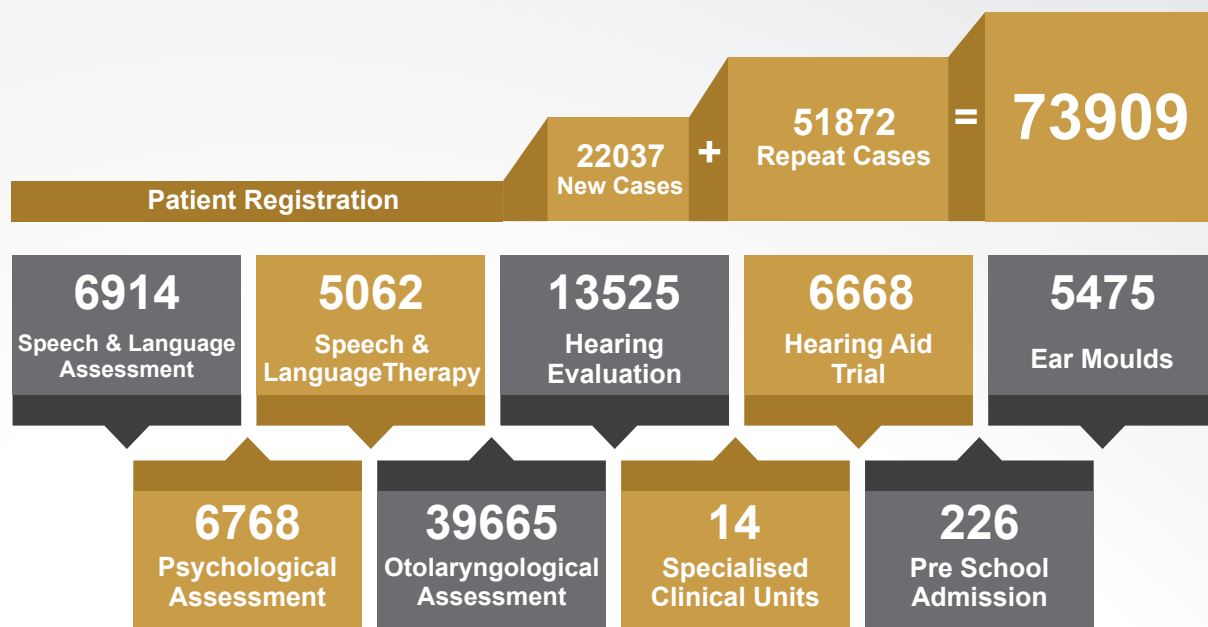 Patient Registration
22037
New Cases
+
51872
Repeat Cases
=
73909
6914
Speech & Language
Assessment
5062
Speech &
LanguageTherapy
13525
Hearing
Evaluation
6668
Hearing Aid
Trial
5475
Ear Moulds
6768
Psychological
Assessment
39665
Otolaryngological
Assessment
14
Specialised
Clinical Units
226
Pre School
Admission